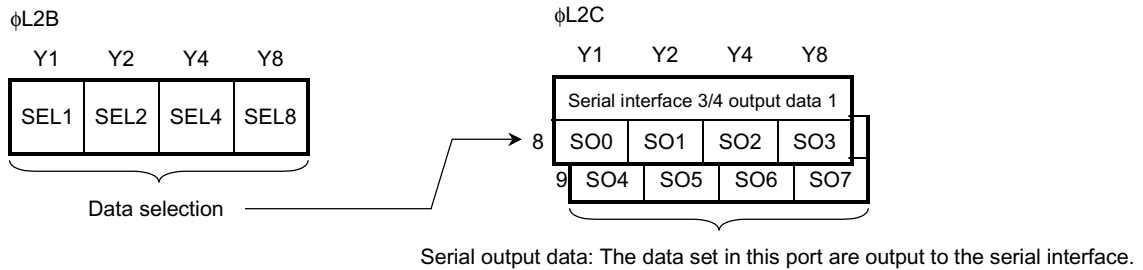 ϕL2B
Y1 Y2 Y4 Y8
SEL1 SEL2 SEL4 SEL8
Data selection
ϕL2C
Y1 Y2 Y4 Y8
Serial interface 3/4 output data 1
8 SO0 SO1 SO2 SO3
9 SO4 SO5 SO6 SO7
Serial output data: The data set in this port are output to the serial interface.